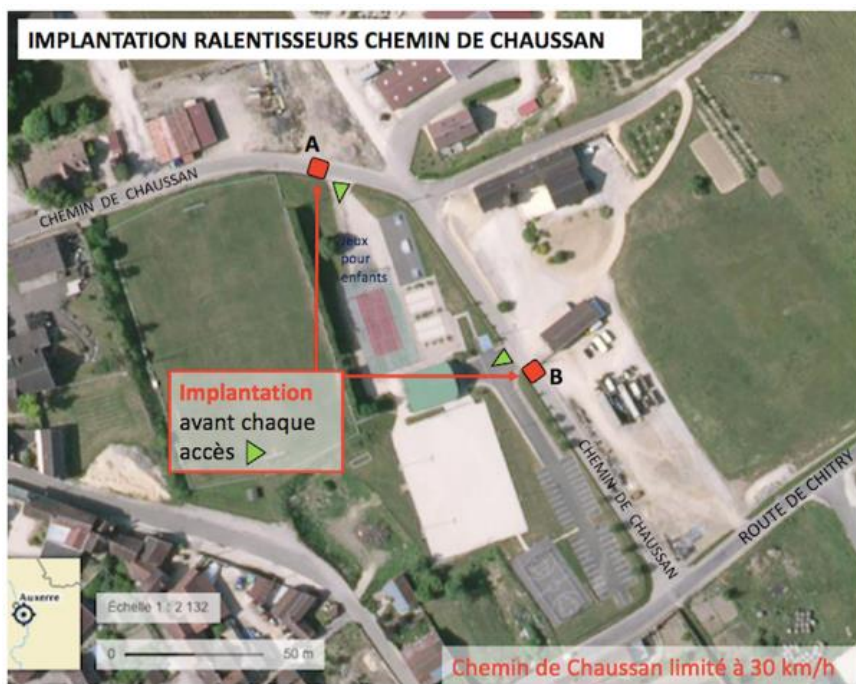 IMPLANTATION RALENTISSEURS CHEMIN DE CHAUSSAN
A
CHEMIN DE CHAUSSAN
Jeux
pour
enfants
Implantation
avant chaque
accès
B
CHEMIN DE CHAUSSAN
ROUTE DE CHITRY
Auxerre
Échelle 1 : 2 132
0 50 m
Chemin de Chaussan limité à 30 km/h